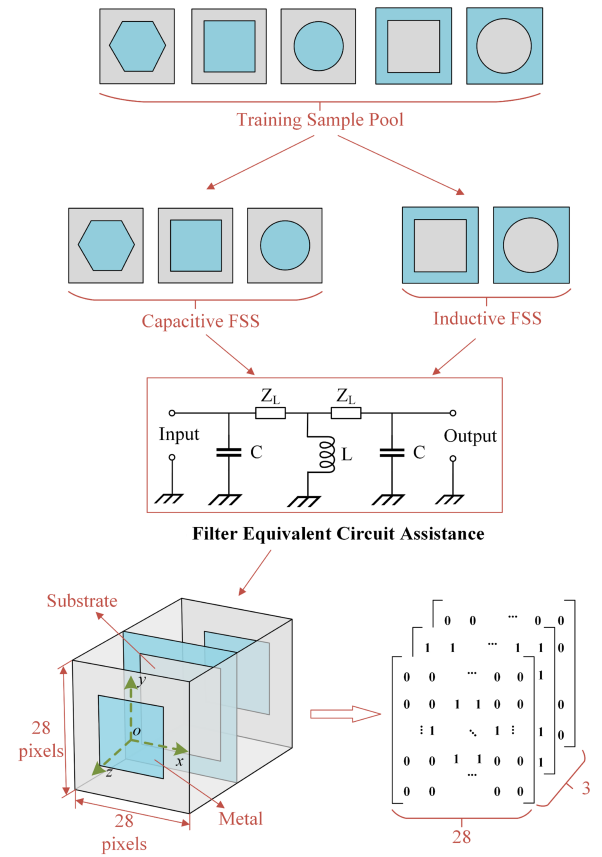 Training Sample Pool
Capacitive FSS
Inductive FSS
Z_L
Z_L
Input
C
L
C
Output
Filter Equivalent Circuit Assistance
Substrate
y
o
x
z
28
pixels
28
pixels
Metal
0 0 ··· 0 0
1 1 ··· 1 1 0
0 0 ··· 0 0 1
0 0 1 1 0 0
⋮ 1 ⋱ 1 ⋮ 1 0
0 0 1 1 0 0 1
···
0 0 0 0
28
3